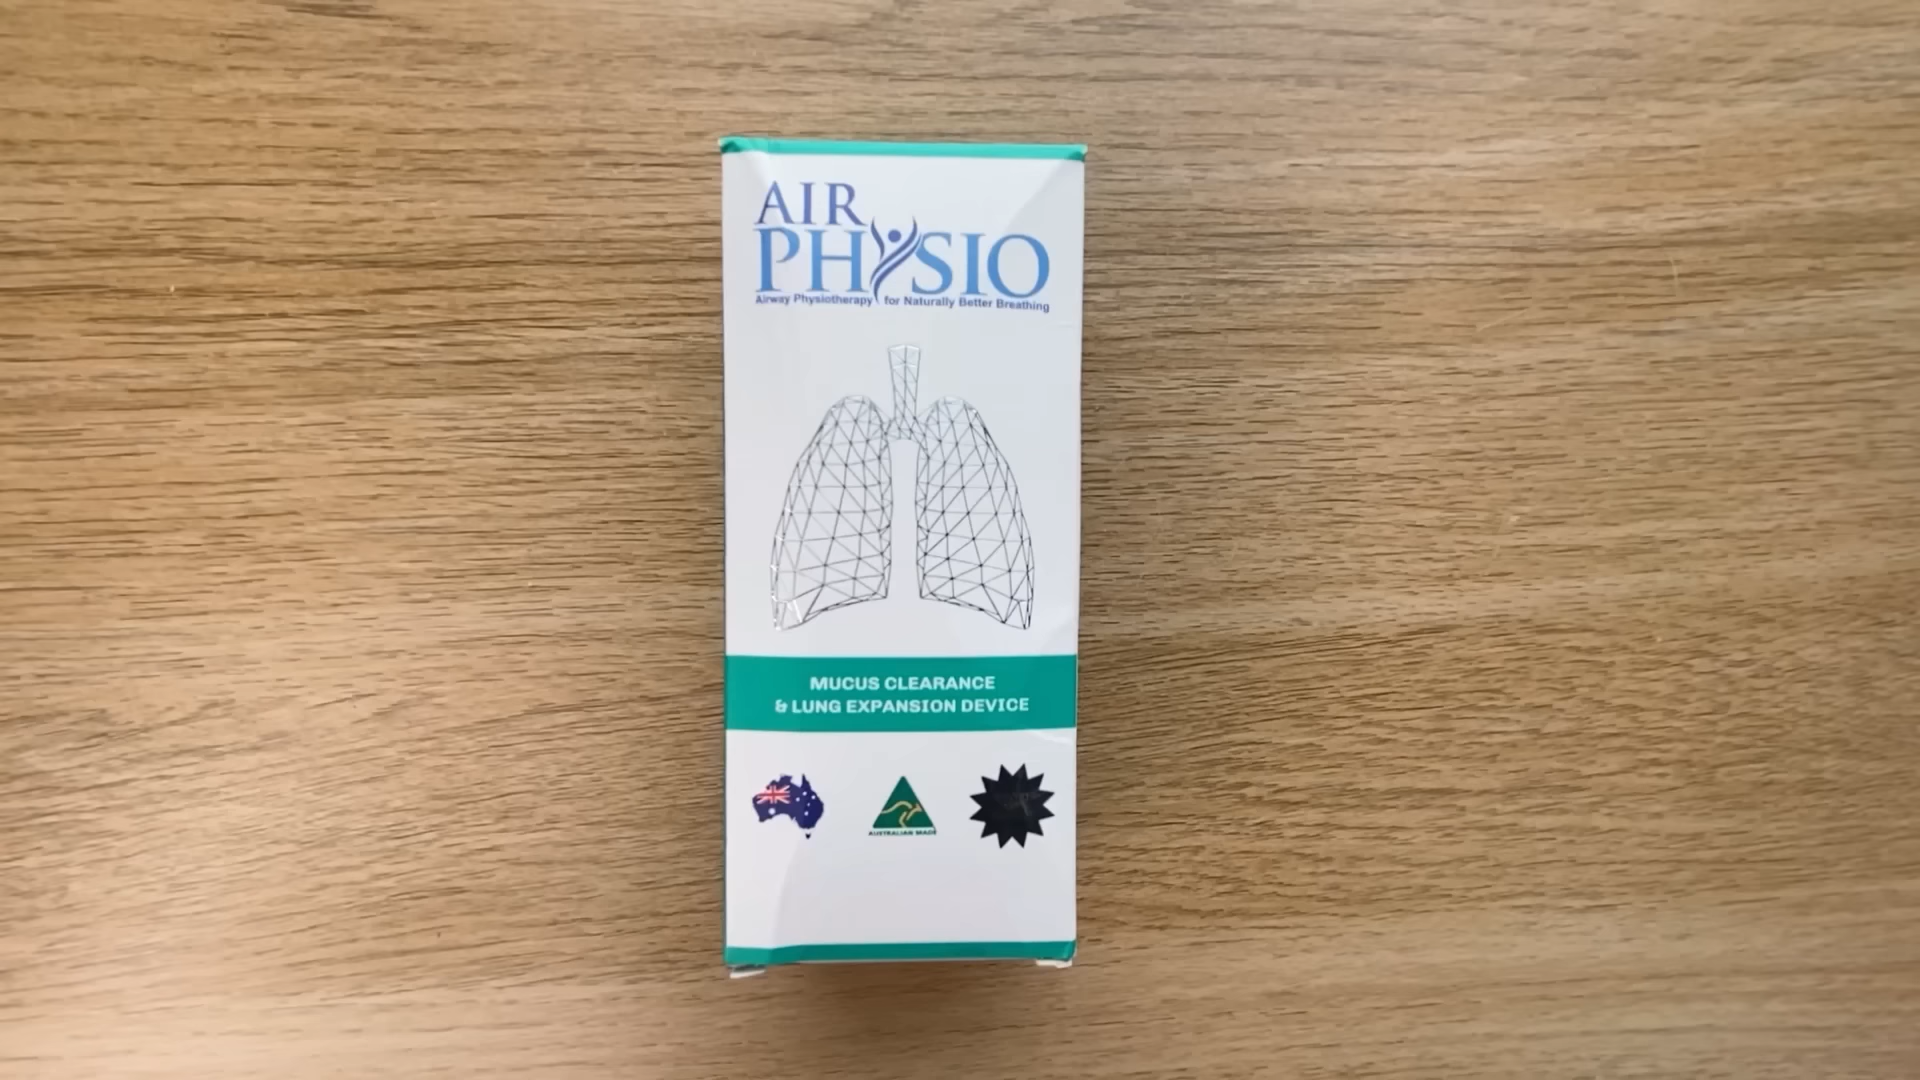 AIR
PHYSIO
Airway Physiotherapy for Naturally Better Breathing
MUCUS CLEARANCE
& LUNG EXPANSION DEVICE
AUSTRALIAN MADE